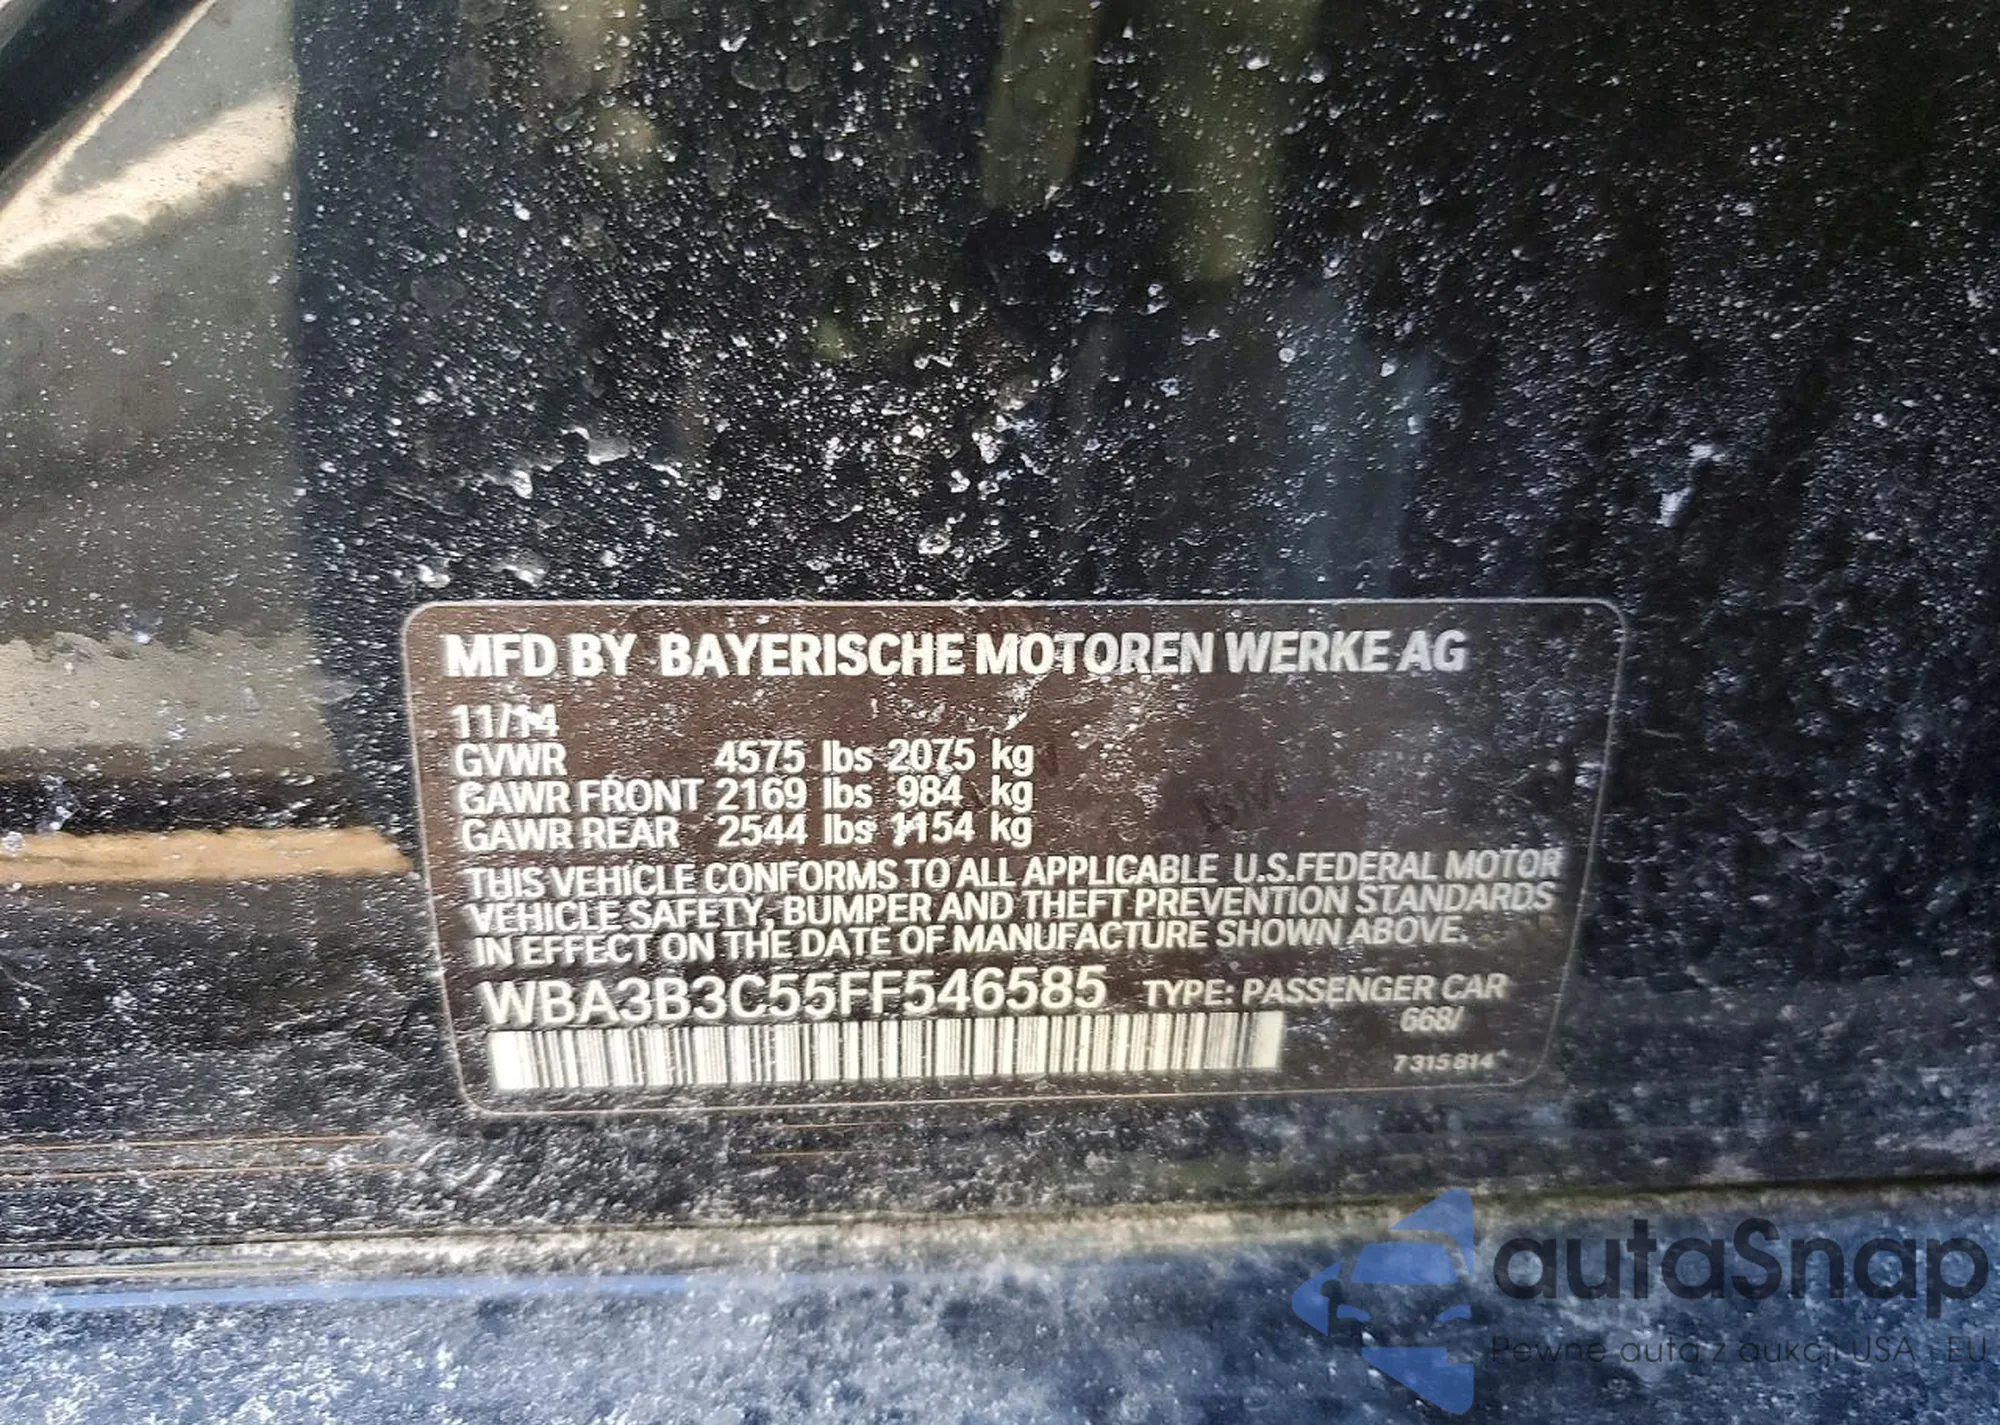 MFD BY BAYERISCHE MOTOREN WERKE AG
11/14
GVWR 4575 lbs 2075 kg
GAWR FRONT 2169 lbs 984 kg
GAWR REAR 2544 lbs 1154 kg
THIS VEHICLE CONFORMS TO ALL APPLICABLE U.S.FEDERAL MOTOR
VEHICLE SAFETY, BUMPER AND THEFT PREVENTION STANDARDS
IN EFFECT ON THE DATE OF MANUFACTURE SHOWN ABOVE.
WBA3B3C55FF546585 TYPE: PASSENGER CAR
668/
7 315 814
autaSnap
Pewne auta z aukcji USA i EU